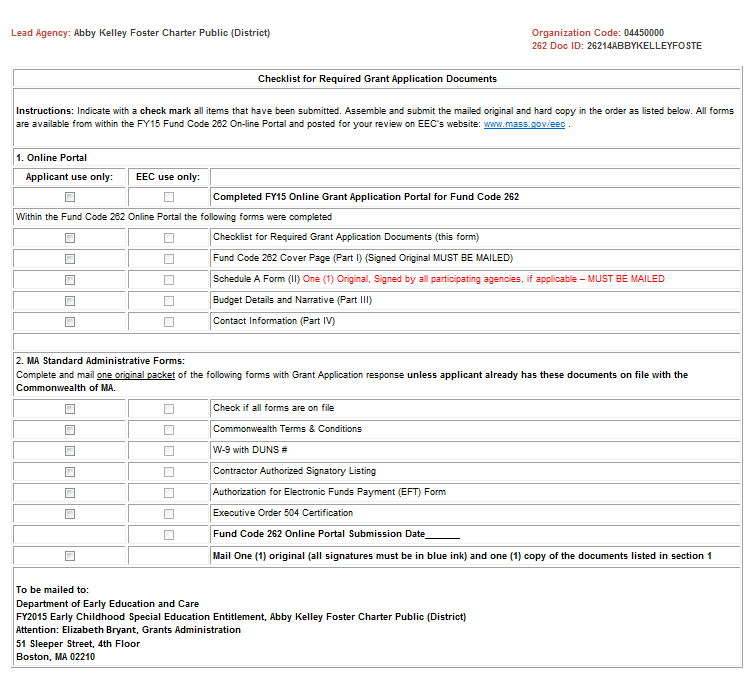 Lead Agency: Abby Kelley Foster Charter Public (District)
Organization Code: 04450000
262 Doc ID: 26214ABBYKELLEYFOSTE
Checklist for Required Grant Application Documents
Instructions: Indicate with a check mark all items that have been submitted. Assemble and submit the mailed original and hard copy in the order as listed below. All forms
are available from within the FY15 Fund Code 262 On-line Portal and posted for your review on EEC's website: www.mass.gov/eec .
1. Online Portal
Applicant use only: EEC use only:
Completed FY15 Online Grant Application Portal for Fund Code 262
Within the Fund Code 262 Online Portal the following forms were completed
Checklist for Required Grant Application Documents (this form)
Fund Code 262 Cover Page (Part I) (Signed Original MUST BE MAILED)
Schedule A Form (II) One (1) Original, Signed by all participating agencies, if applicable – MUST BE MAILED
Budget Details and Narrative (Part III)
Contact Information (Part IV)
2. MA Standard Administrative Forms:
Complete and mail one original packet of the following forms with Grant Application response unless applicant already has these documents on file with the
Commonwealth of MA.
Check if all forms are on file
Commonwealth Terms & Conditions
W-9 with DUNS #
Contractor Authorized Signatory Listing
Authorization for Electronic Funds Payment (EFT) Form
Executive Order 504 Certification
Fund Code 262 Online Portal Submission Date_______
Mail One (1) original (all signatures must be in blue ink) and one (1) copy of the documents listed in section 1
To be mailed to:
Department of Early Education and Care
FY2015 Early Childhood Special Education Entitlement, Abby Kelley Foster Charter Public (District)
Attention: Elizabeth Bryant, Grants Administration
51 Sleeper Street, 4th Floor
Boston, MA 02210